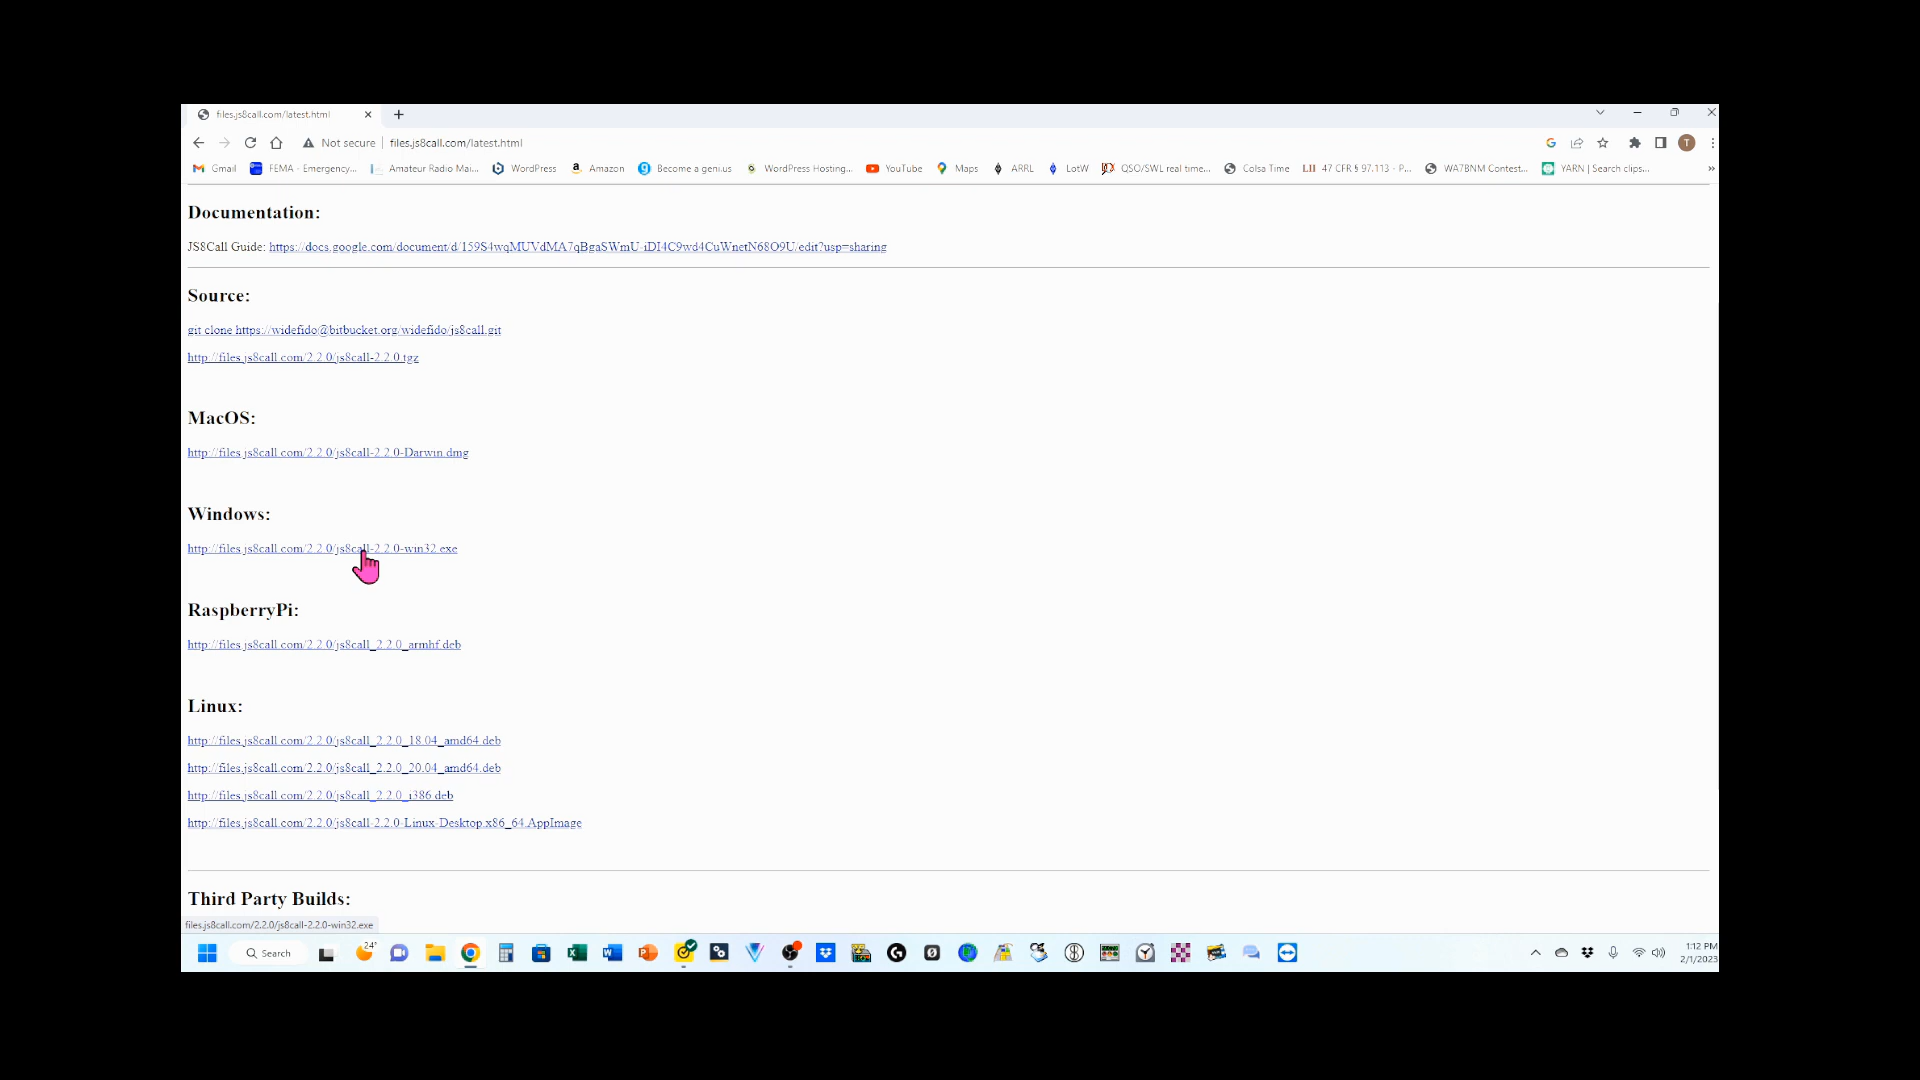 files.js8call.com/latest.html
Not secure files.js8call.com/latest.html
Gmail FEMA - Emergency... Amateur Radio Mai... WordPress Amazon Become a geni.us WordPress Hosting... YouTube Maps ARRL LotW QSO/SWL real time... Colsa Time LII 47 CFR § 97.113 - P... WA7BNM Contest... YARN | Search clips... »
Documentation:
JS8Call Guide: https://docs.google.com/document/d/159S4wqMUVdMA7qBgaSWmU-iDI4C9wd4CuWnetN68O9U/edit?usp=sharing
Source:
git clone https://widefido@bitbucket.org/widefido/js8call.git
http://files.js8call.com/2.2.0/js8call-2.2.0.tgz
MacOS:
http://files.js8call.com/2.2.0/js8call-2.2.0-Darwin.dmg
Windows:
http://files.js8call.com/2.2.0/js8call-2.2.0-win32.exe
RaspberryPi:
http://files.js8call.com/2.2.0/js8call_2.2.0_armhf.deb
Linux:
http://files.js8call.com/2.2.0/js8call_2.2.0_18.04_amd64.deb
http://files.js8call.com/2.2.0/js8call_2.2.0_20.04_amd64.deb
http://files.js8call.com/2.2.0/js8call_2.2.0_i386.deb
http://files.js8call.com/2.2.0/js8call-2.2.0-Linux-Desktop.x86_64.AppImage
Third Party Builds:
files.js8call.com/2.2.0/js8call-2.2.0-win32.exe
Search 24° 1:12 PM
2/1/2023